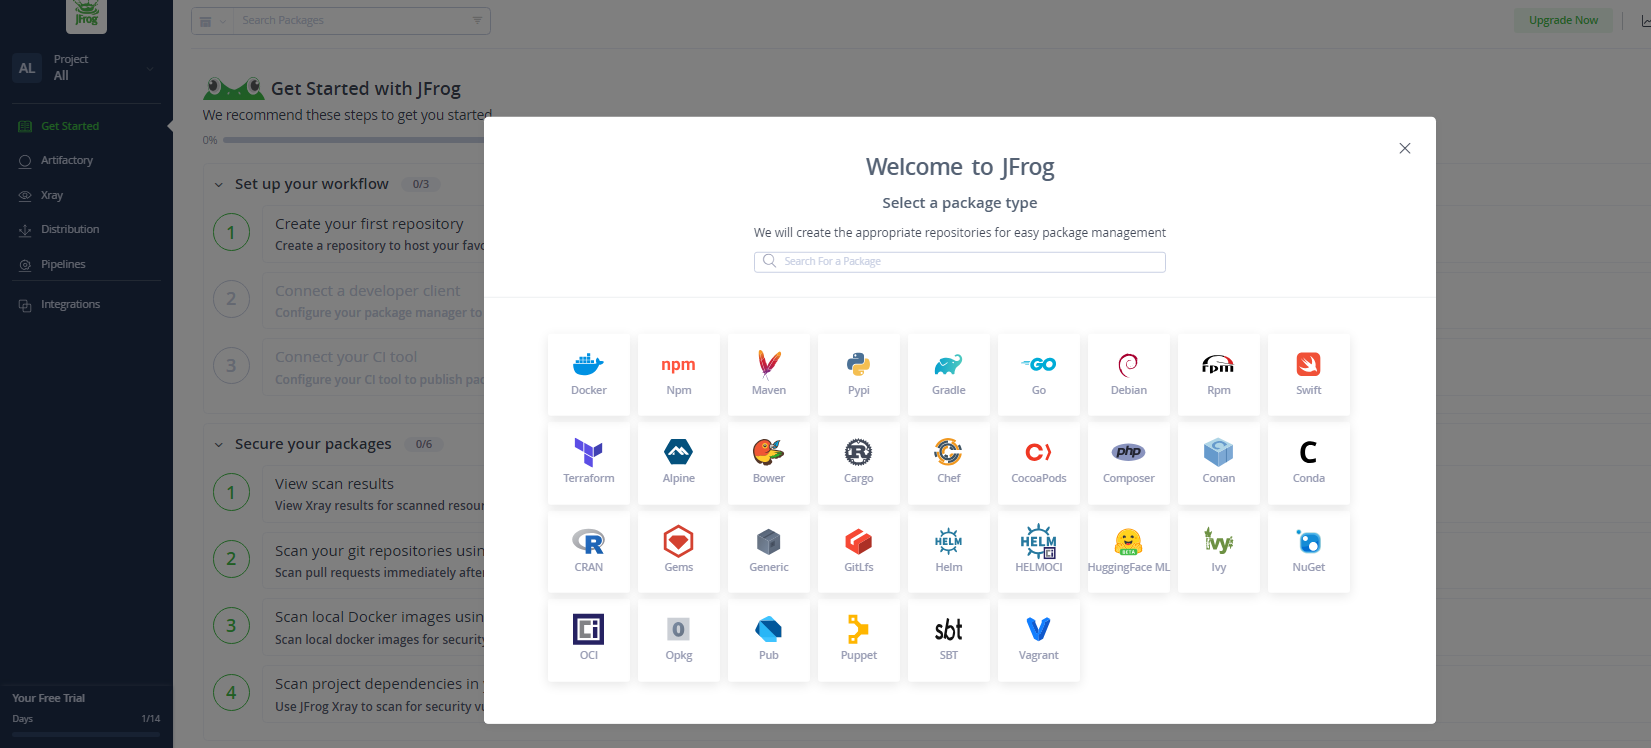 JFrog
Search Packages
Upgrade Now
AL
Project
All
Get Started
Artifactory
Xray
Distribution
Pipelines
Integrations
Your Free Trial
Days 1/14
Get Started with JFrog
We recommend these steps to get you started
0%
Set up your workflow 0/3
1
Create your first repository
Create a repository to host your favo
2
Connect a developer client
Configure your package manager to
3
Connect your CI tool
Configure your CI tool to publish pac
Secure your packages 0/6
1
View scan results
View Xray results for scanned resour
2
Scan your git repositories usin
Scan pull requests immediately after
3
Scan local Docker images usin
Scan local docker images for security
4
Scan project dependencies in
Use JFrog Xray to scan for security vu
Welcome to JFrog
Select a package type
We will create the appropriate repositories for easy package management
Search For a Package
Docker
npm
Npm
Maven
Pypi
Gradle
GO
Go
Debian
rpm
Rpm
Swift
Terraform
Alpine
Bower
R
Cargo
Chef
CocoaPods
php
Composer
C
Conan
C
Conda
R
CRAN
Gems
Generic
GitLfs
HELM
Helm
HELM
HELMOCI
BETA
HuggingFace ML
Ivy
Ivy
NuGet
Ci
OCI
O
Opkg
Pub
Puppet
sbt
SBT
Vagrant